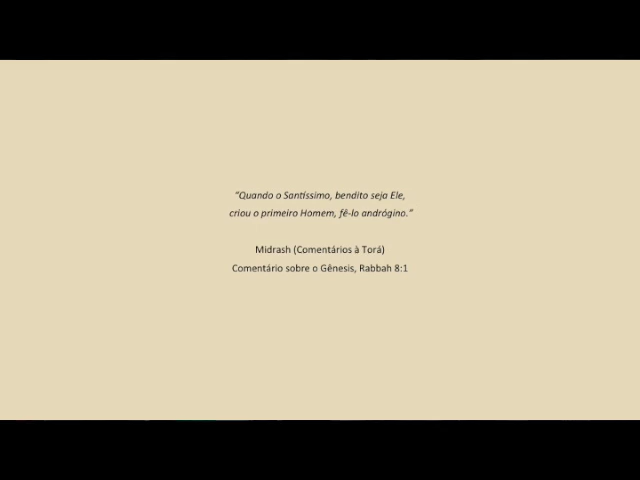 “Quando o Santíssimo, bendito seja Ele,
criou o primeiro Homem, fê-lo andrógino.”
Midrash (Comentários à Torá)
Comentário sobre o Gênesis, Rabbah 8:1